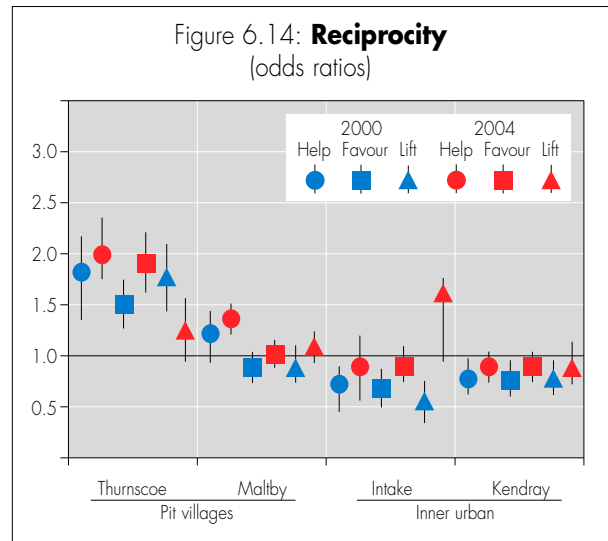 Figure 6.14: Reciprocity
(odds ratios)
2000 2004
Help Favour Lift Help Favour Lift
3.0
2.5
2.0
1.5
1.0
0.5
Thurnscoe Maltby Intake Kendray
Pit villages Inner urban